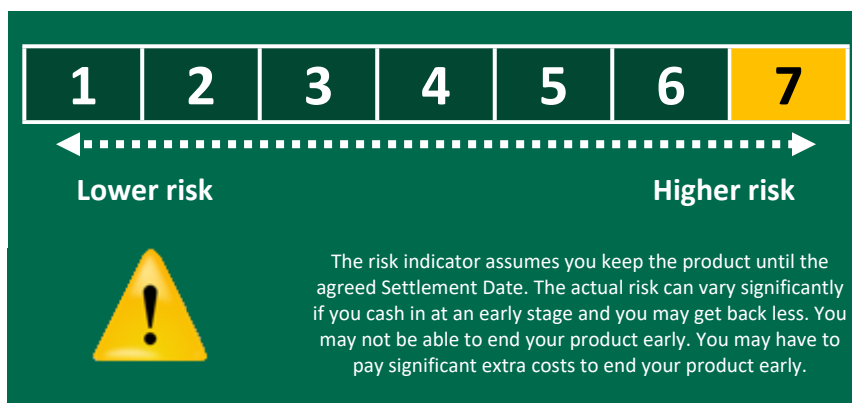 1 2 3 4 5 6 7
Lower risk Higher risk
The risk indicator assumes you keep the product until the
agreed Settlement Date. The actual risk can vary significantly
if you cash in at an early stage and you may get back less. You
may not be able to end your product early. You may have to
pay significant extra costs to end your product early.